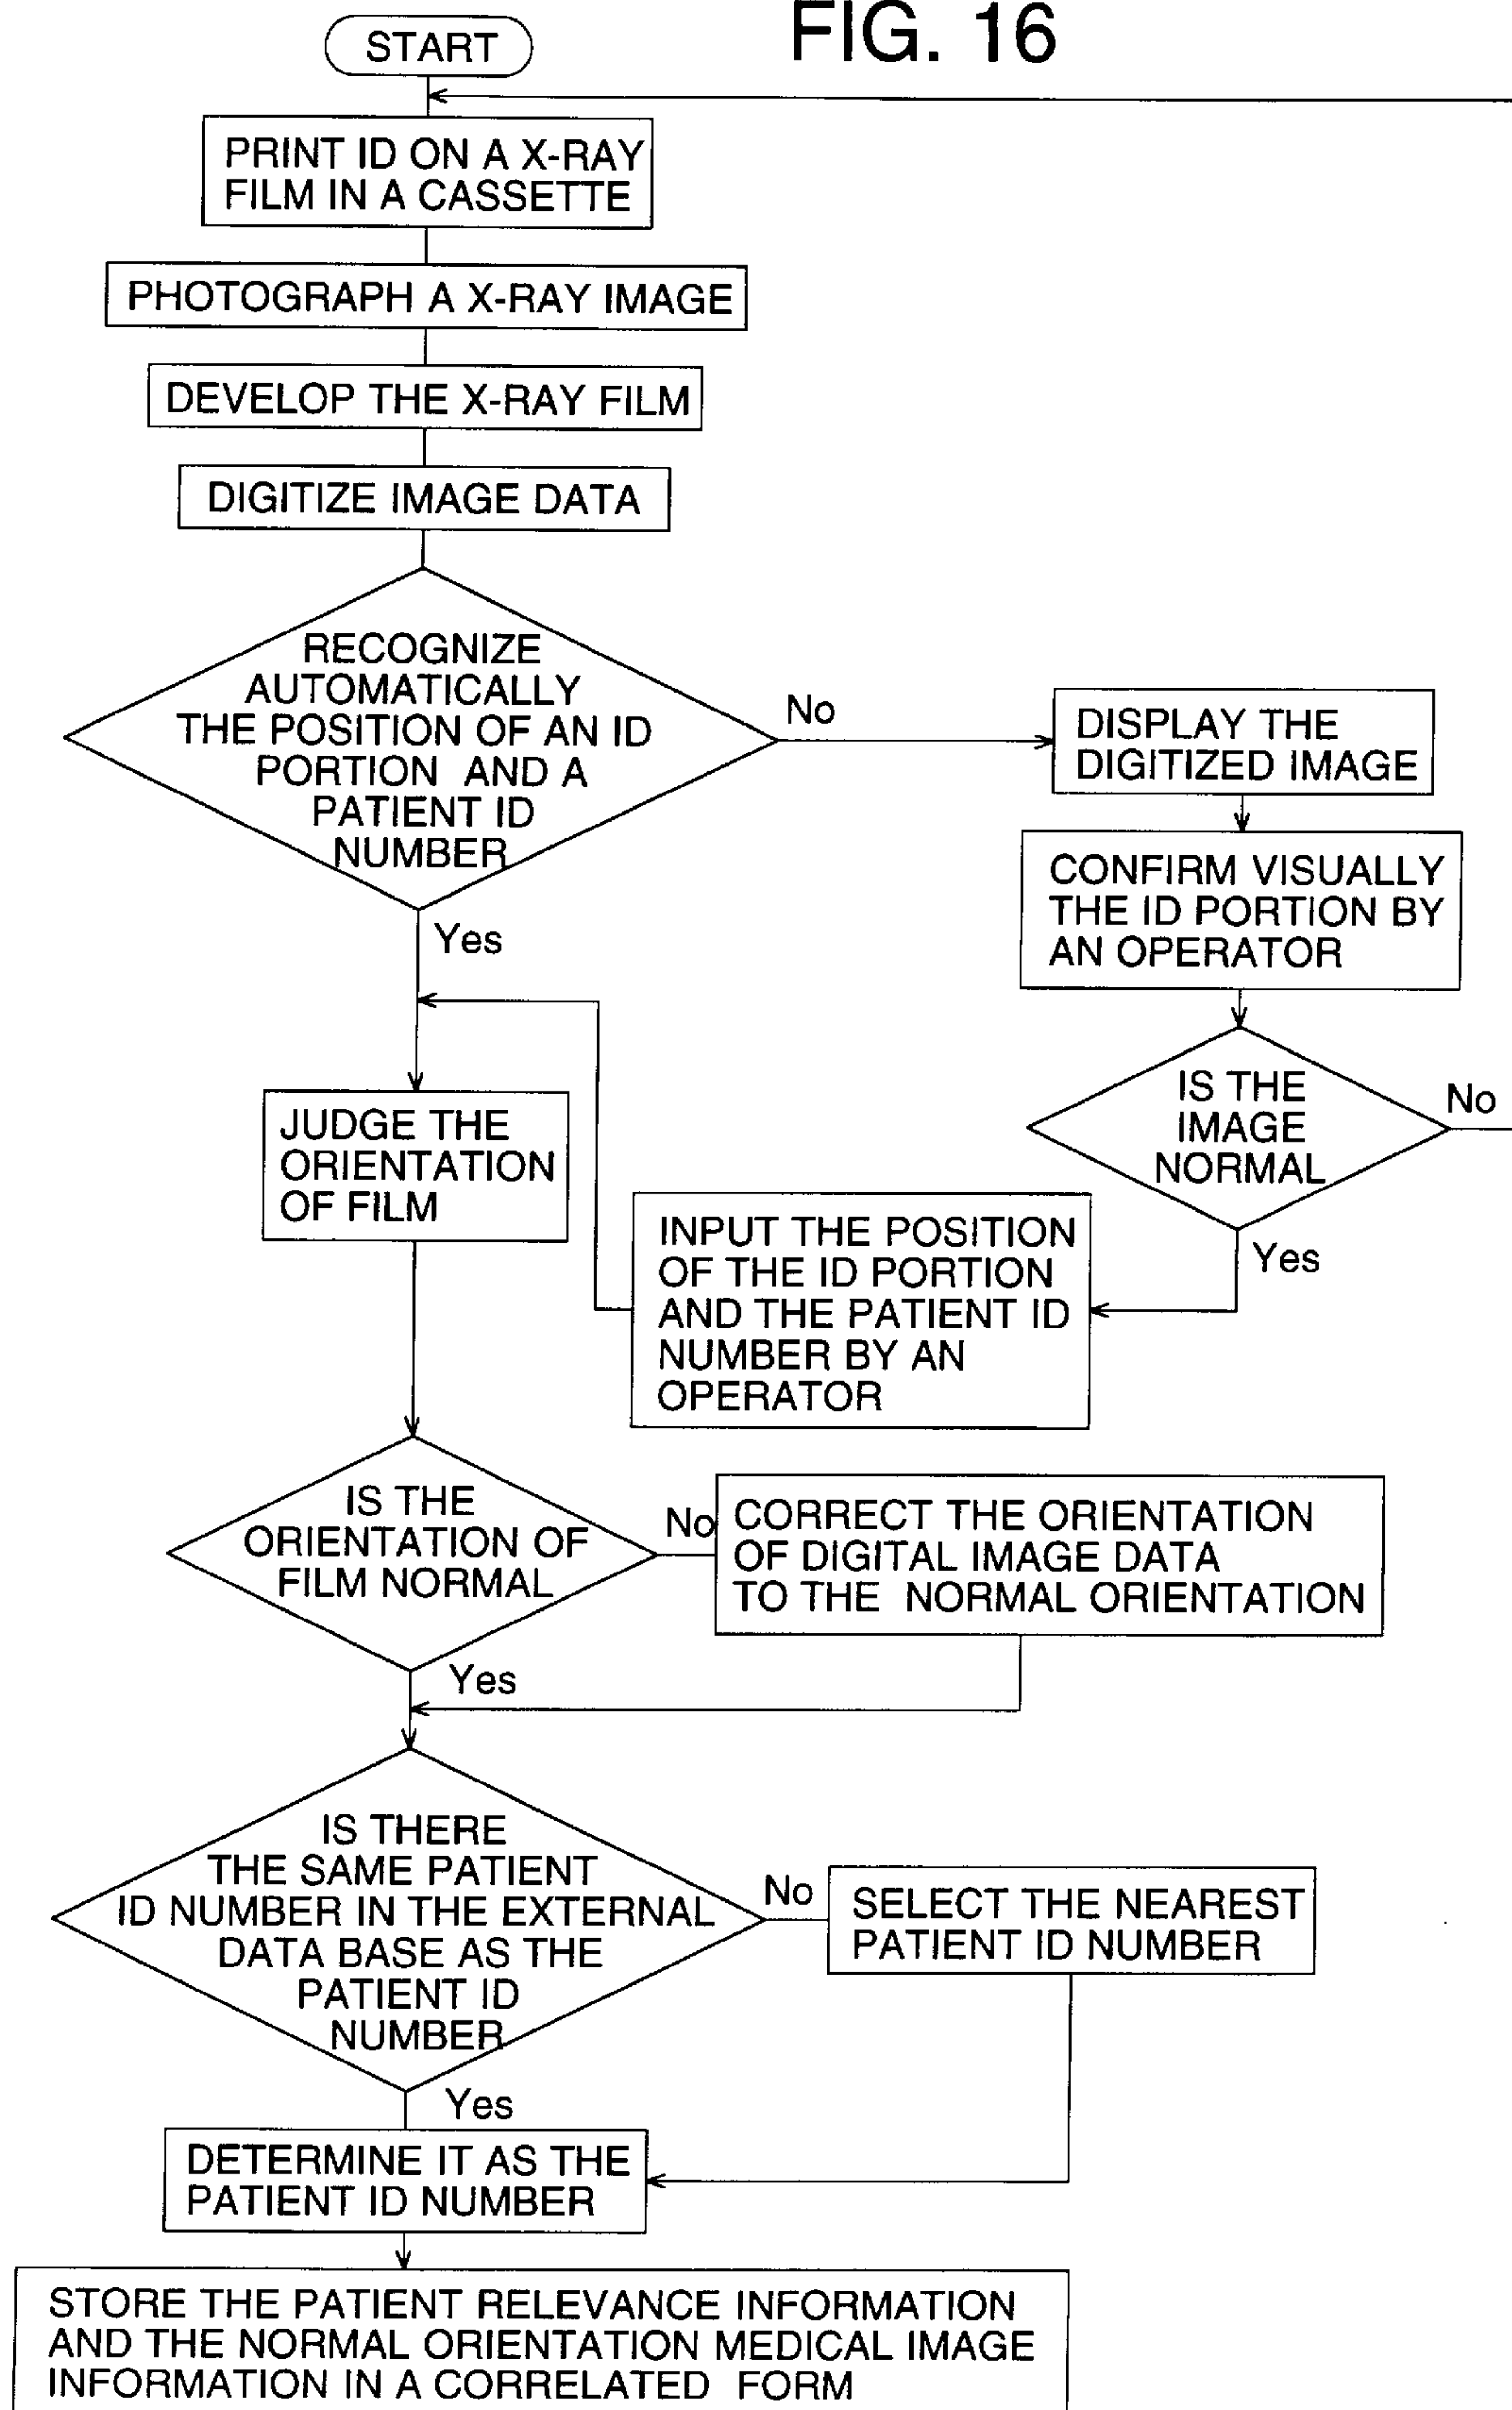 FIG. 16
START
PRINT ID ON A X-RAY
FILM IN A CASSETTE
PHOTOGRAPH A X-RAY IMAGE
DEVELOP THE X-RAY FILM
DIGITIZE IMAGE DATA
RECOGNIZE
AUTOMATICALLY
THE POSITION OF AN ID
PORTION AND A
PATIENT ID
NUMBER
No
DISPLAY THE
DIGITIZED IMAGE
CONFIRM VISUALLY
THE ID PORTION BY
AN OPERATOR
Yes
IS THE
IMAGE
NORMAL
No
Yes
JUDGE THE
ORIENTATION
OF FILM
INPUT THE POSITION
OF THE ID PORTION
AND THE PATIENT ID
NUMBER BY AN
OPERATOR
IS THE
ORIENTATION OF
FILM NORMAL
No
CORRECT THE ORIENTATION
OF DIGITAL IMAGE DATA
TO THE NORMAL ORIENTATION
Yes
IS THERE
THE SAME PATIENT
ID NUMBER IN THE EXTERNAL
DATA BASE AS THE
PATIENT ID
NUMBER
No
SELECT THE NEAREST
PATIENT ID NUMBER
Yes
DETERMINE IT AS THE
PATIENT ID NUMBER
STORE THE PATIENT RELEVANCE INFORMATION
AND THE NORMAL ORIENTATION MEDICAL IMAGE
INFORMATION IN A CORRELATED FORM